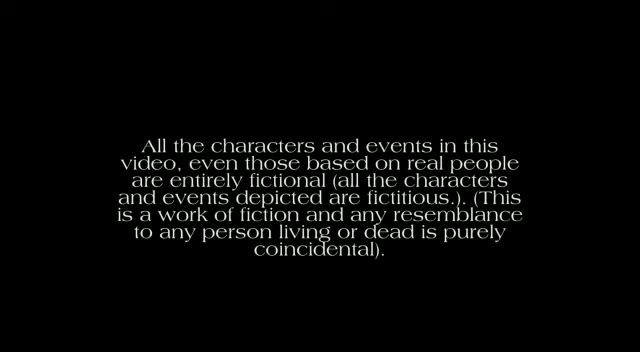 All the characters and events in this
video, even those based on real people
are entirely fictional (all the characters
and events depicted are fictitious.). (This
is a work of fiction and any resemblance
to any person living or dead is purely
coincidental).